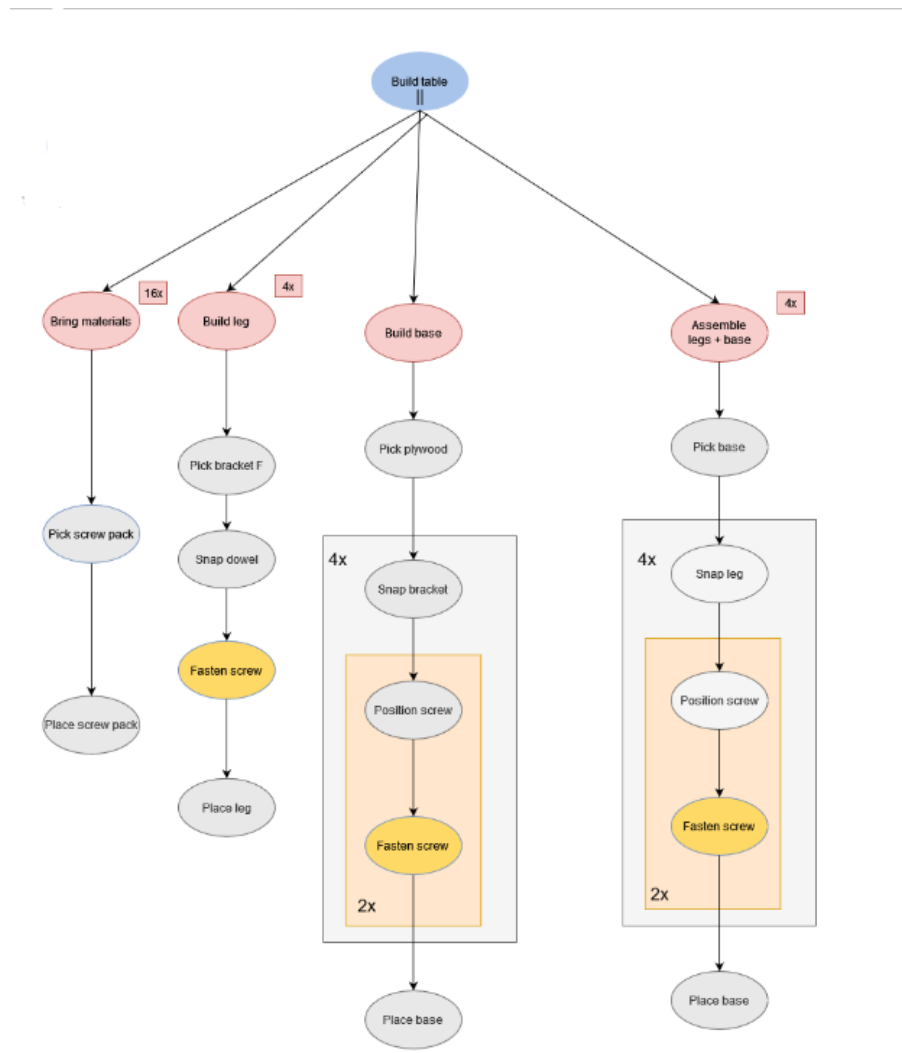 Build table
||
16x
4x
4x
Bring materials
Build leg
Build base
Assemble
legs + base
Pick bracket F
Pick plywood
Pick base
Pick screw pack
Snap dowel
4x
Snap bracket
4x
Snap leg
Fasten screw
Position screw
Position screw
Place screw pack
Place leg
Fasten screw
Fasten screw
2x
2x
Place base
Place base